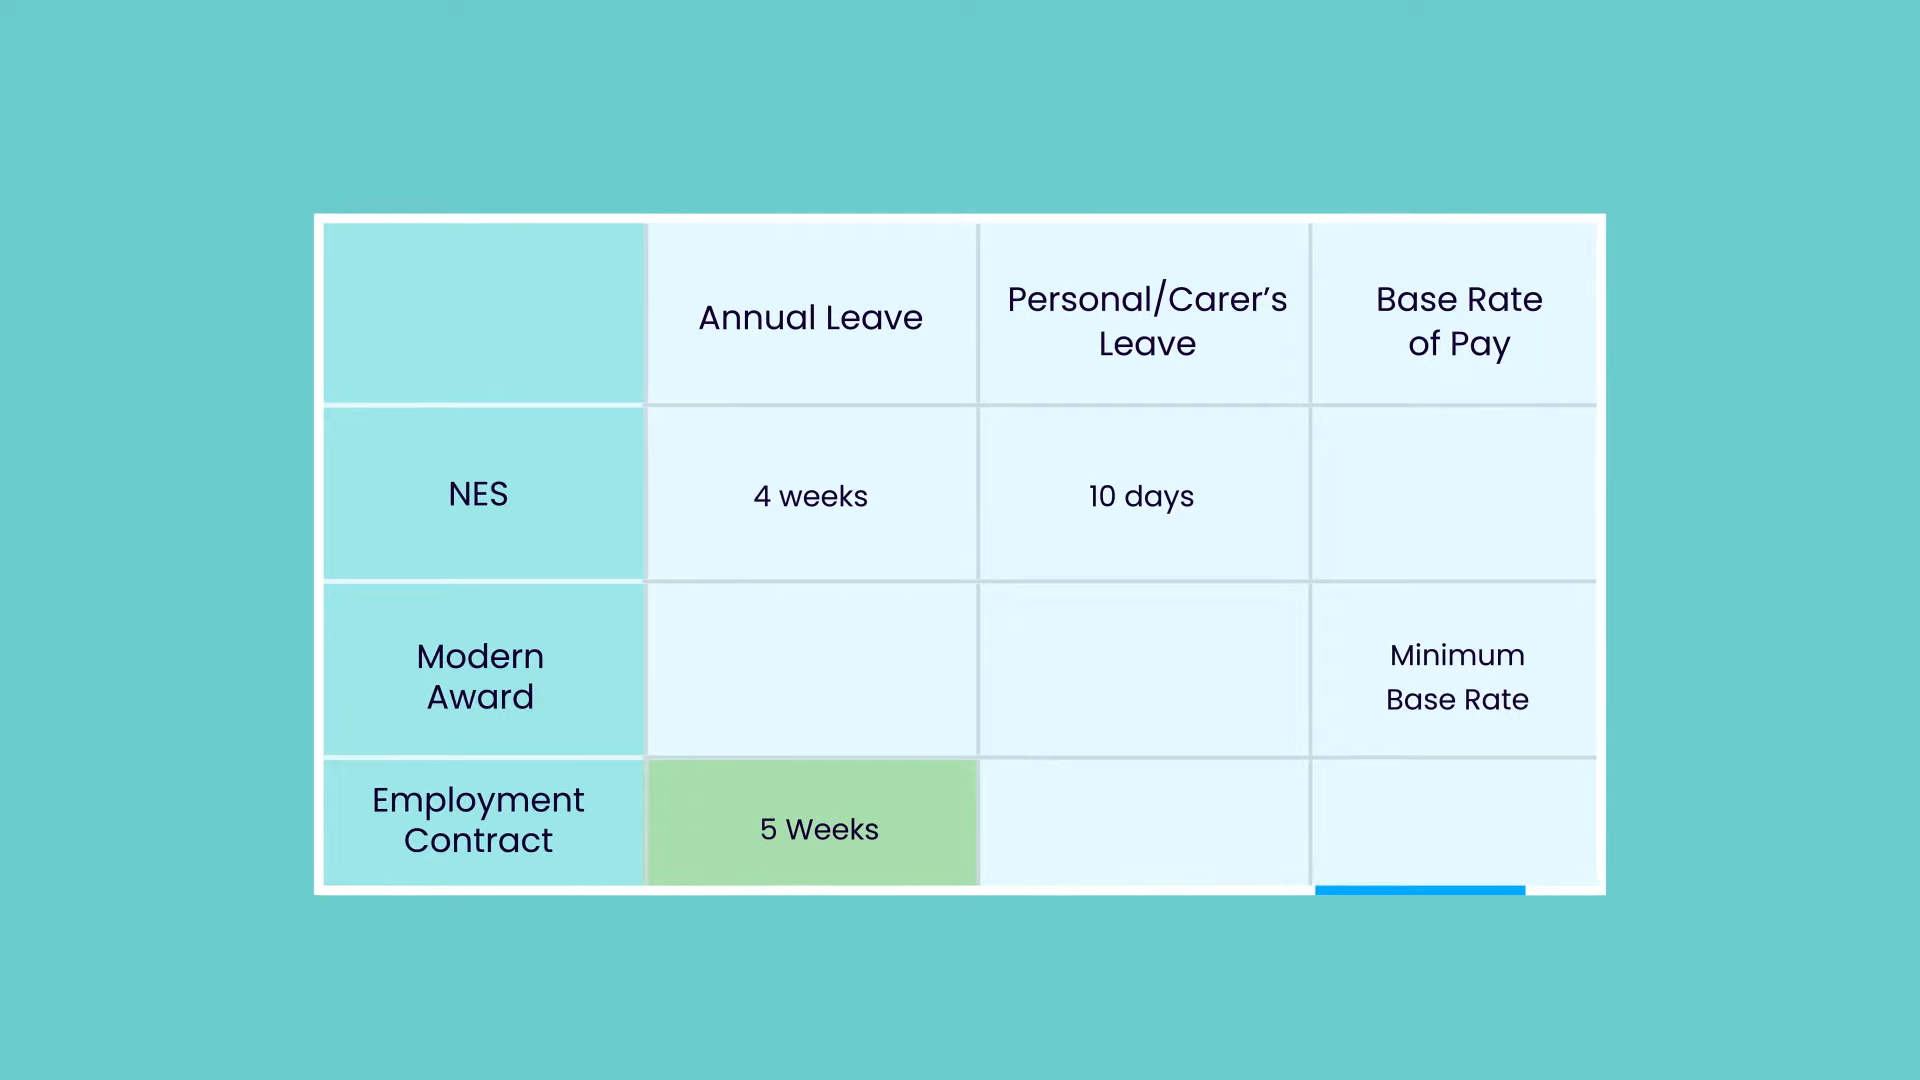 Annual Leave
Personal/Carer’s
Leave
Base Rate
of Pay
NES
4 weeks
10 days
Modern
Award
Minimum
Base Rate
Employment
Contract
5 Weeks